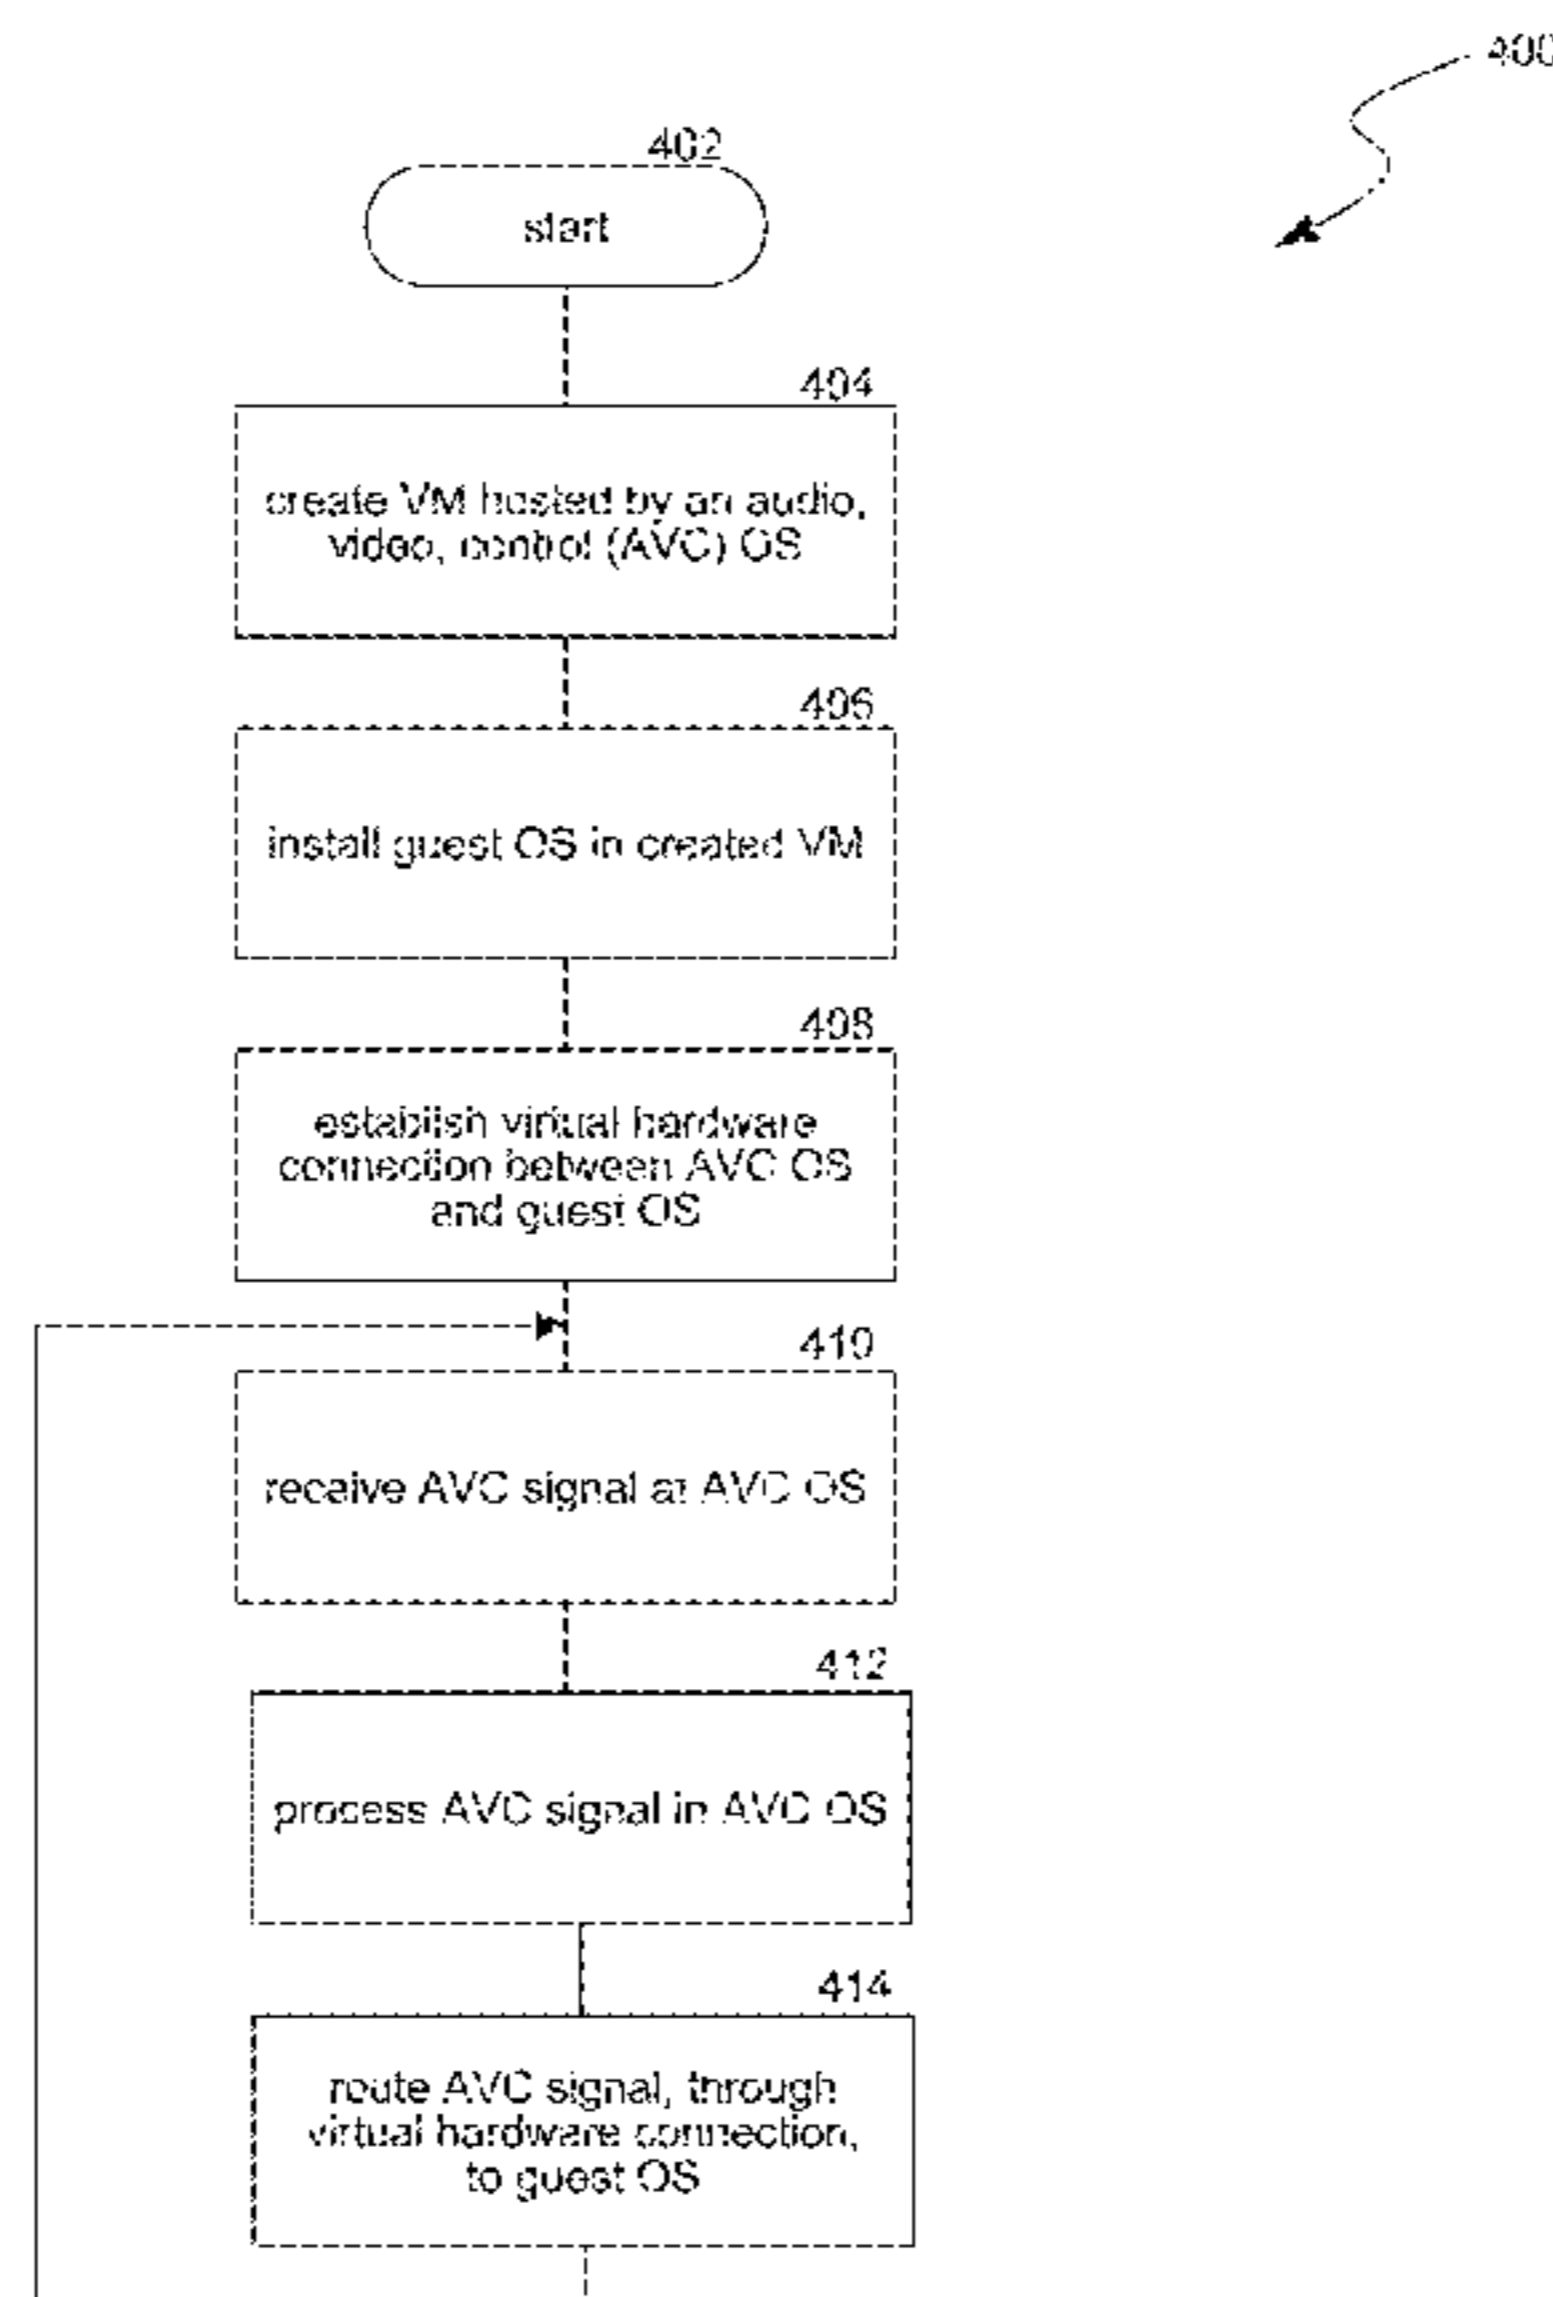 400
402
start
404
create VM hosted by an audio,
video, control (AVC) OS
406
install guest OS in created VM
408
establish virtual hardware
connection between AVC OS
and guest OS
410
receive AVC signal at AVC OS
412
process AVC signal in AVC OS
414
route AVC signal, through
virtual hardware connection,
to guest OS